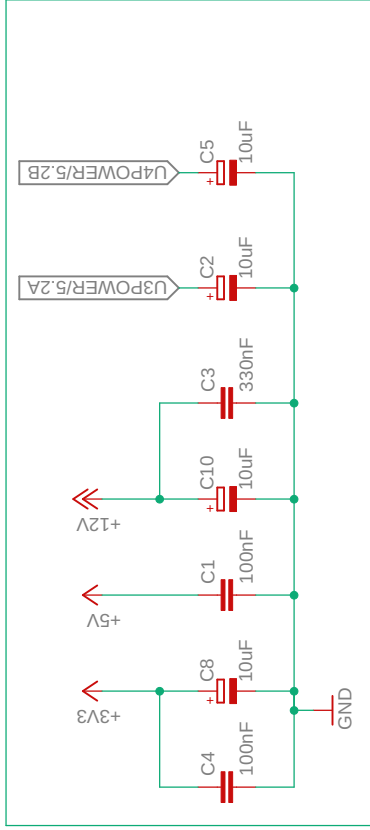 U4POWER/5.2B
C5
10uF
+
U3POWER/5.2A
C2
10uF
+
C3
330nF
+12V
C10
10uF
+
+5V
C1
100nF
+3V3
C8
10uF
+
C4
100nF
GND